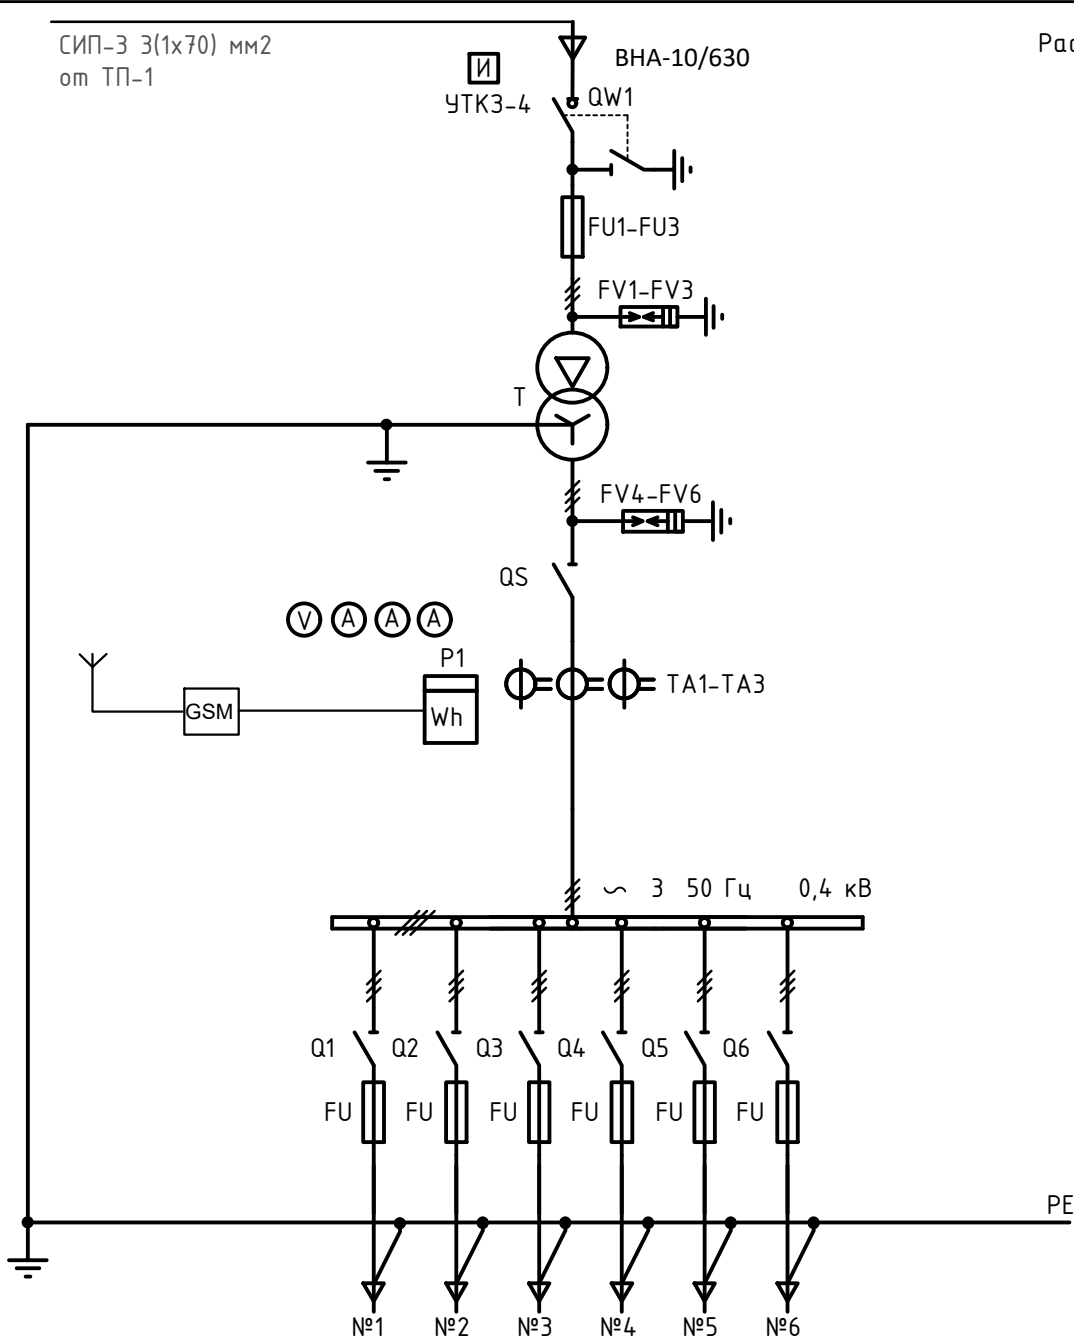 СИП-3 3(1х70) мм2
от ТП-1
Рас
ВНА-10/630
И
УТКЗ-4
QW1
FU1-FU3
FV1-FV3
T
FV4-FV6
QS
V A A A
P1
TA1-TA3
GSM
Wh
~ 3 50 Гц 0,4 кВ
Q1 Q2 Q3 Q4 Q5 Q6
FU FU FU FU FU FU
PE
№1 №2 №3 №4 №5 №6